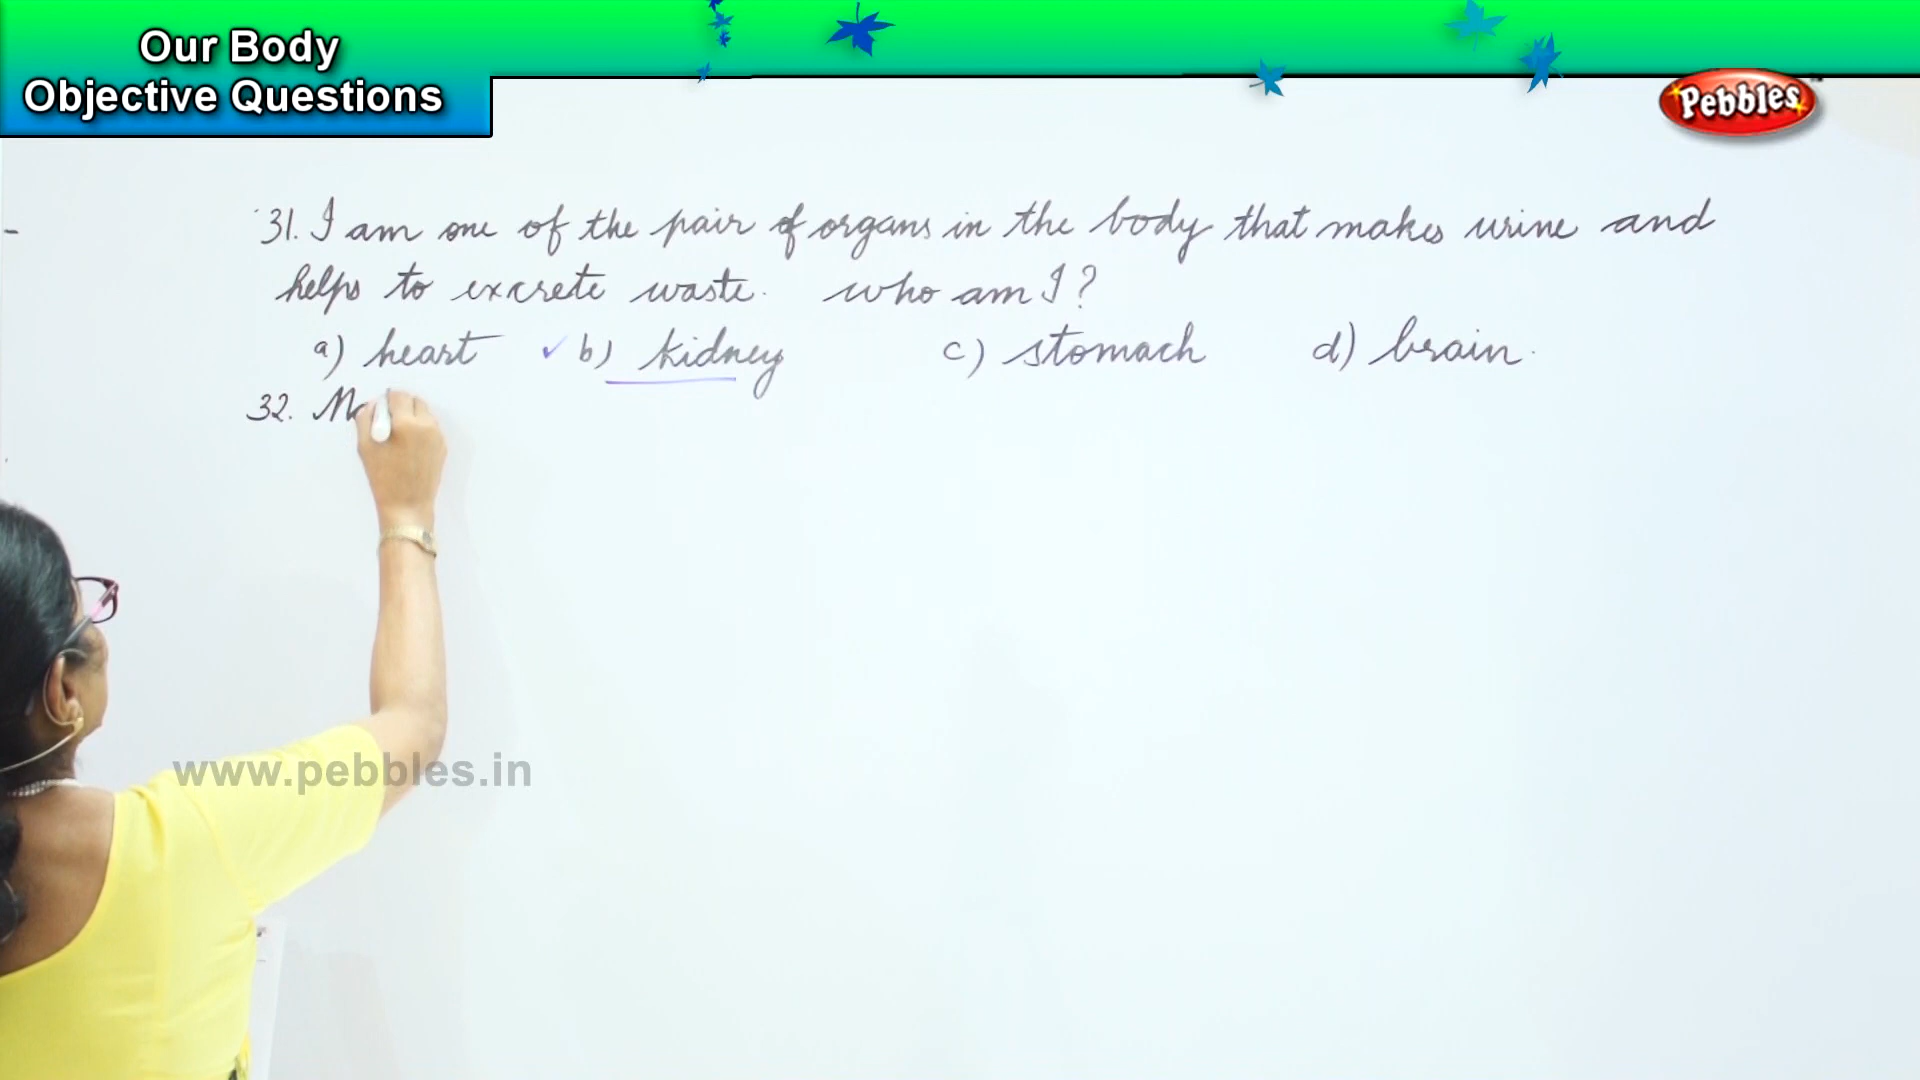 Our Body
Objective Questions
Pebbles
31. I am one of the pair of organs in the body that makes urine and
helps to excrete waste. who am I?
a) heart ✓ b) kidney c) stomach d) brain.
32.
www.pebbles.in